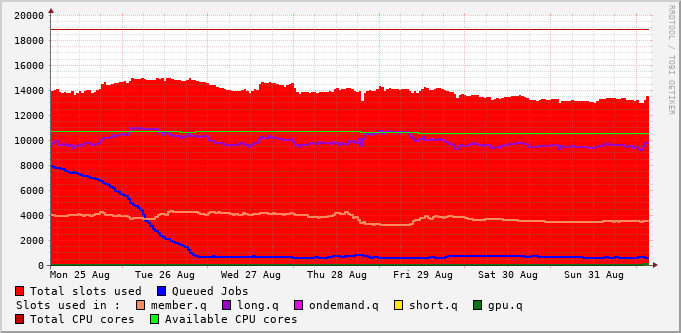 20000
18000
16000
14000
12000
10000
8000
6000
4000
2000
0
Mon 25 Aug Tue 26 Aug Wed 27 Aug Thu 28 Aug Fri 29 Aug Sat 30 Aug Sun 31 Aug
Total slots used Queued Jobs
Slots used in : member.q long.q ondemand.q short.q gpu.q
Total CPU cores Available CPU cores
RRDTOOL / TOBI OETIKER